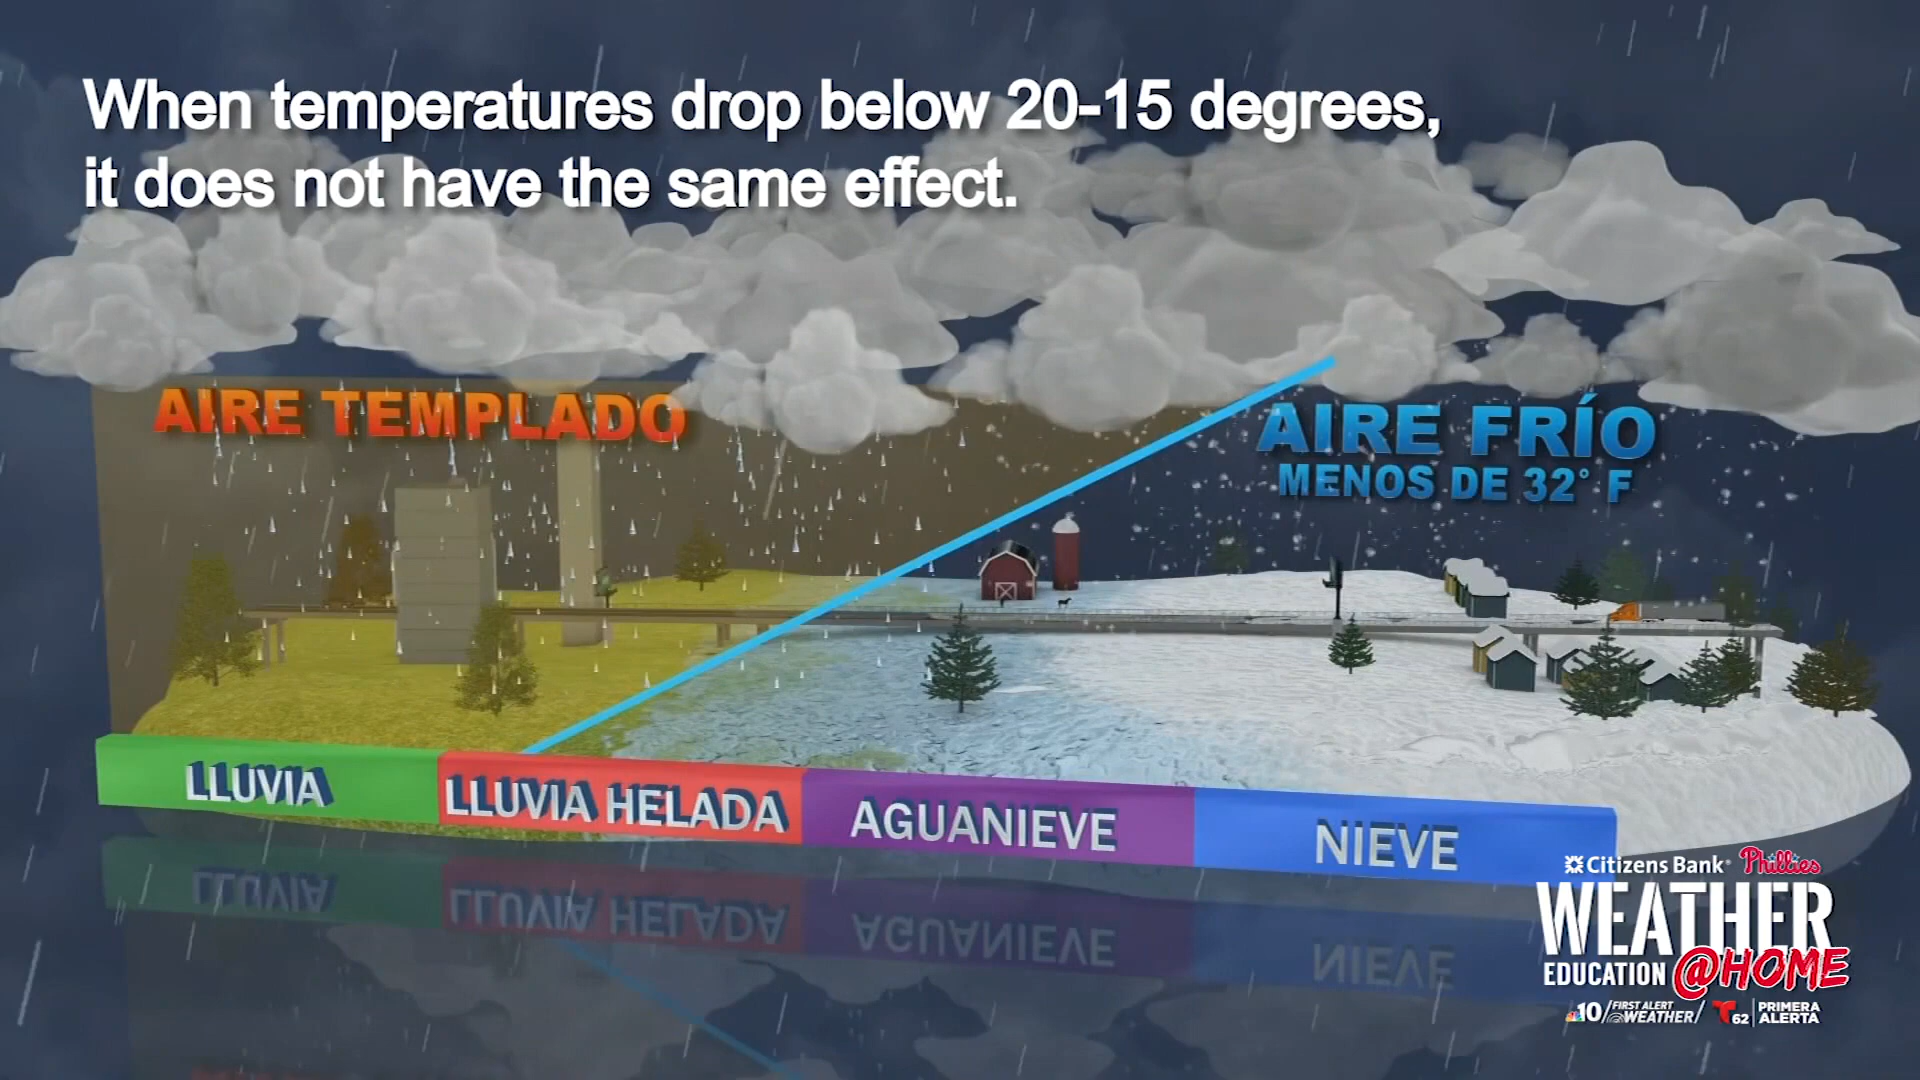 When temperatures drop below 20-15 degrees,
it does not have the same effect.
AIRE TEMPLADO
AIRE FRÍO
MENOS DE 32° F
LLUVIA
LLUVIA HELADA
AGUANIEVE
NIEVE
Citizens Bank Phillies
WEATHER
EDUCATION @HOME
10 FIRST ALERT WEATHER 62 PRIMERA ALERTA